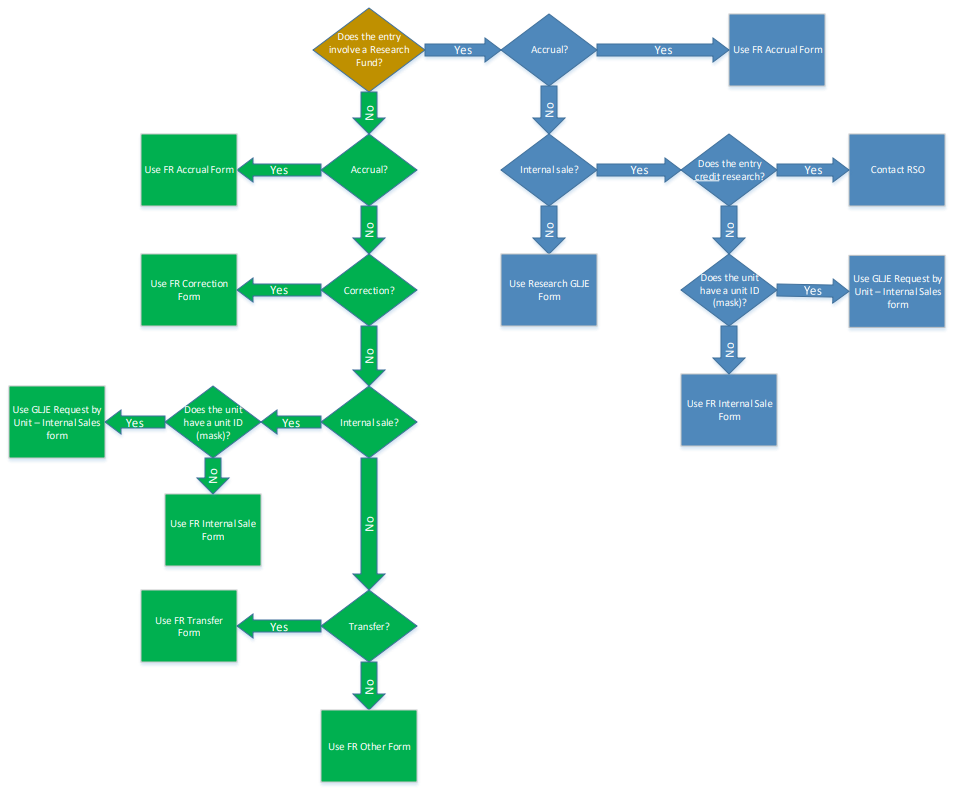 Does the entry
involve a Research
Fund?
Yes
Accrual?
Yes
Use FR Accrual Form
No
No
Use FR Accrual Form
Yes
Accrual?
Internal sale?
Yes
Does the entry
credit research?
Yes
Contact RSO
No
No
No
Use FR Correction
Form
Yes
Correction?
Use Research GLJE
Form
Does the unit
have a unit ID
(mask)?
Yes
Use GLJE Request by
Unit – Internal Sales
form
No
No
Use GLJE Request by
Unit – Internal Sales
form
Yes
Does the unit
have a unit ID
(mask)?
Yes
Internal sale?
Use FR Internal Sale
Form
No
No
Use FR Internal Sale
Form
Use FR Transfer
Form
Yes
Transfer?
No
Use FR Other Form